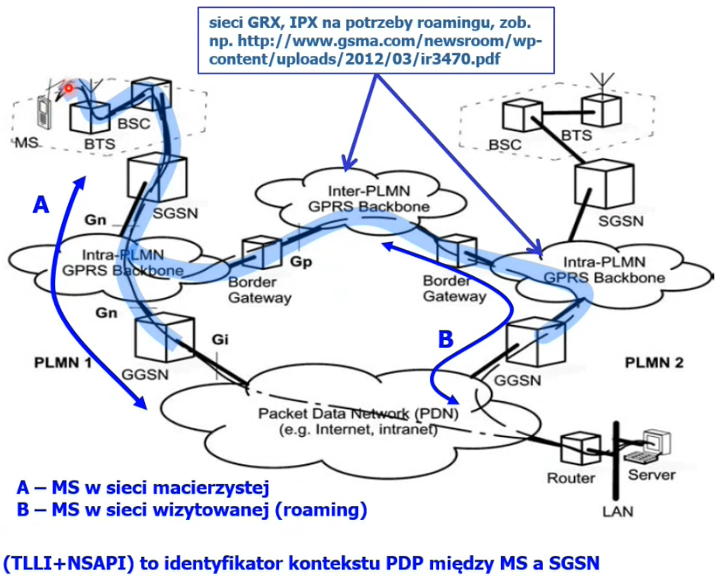 sieci GRX, IPX na potrzeby roamingu, zob.
np. http://www.gsma.com/newsroom/wp-
content/uploads/2012/03/ir3470.pdf
MS
BTS
BSC
BSC
BTS
SGSN
SGSN
A
Gn
Inter-PLMN
GPRS Backbone
Intra-PLMN
GPRS Backbone
Border
Gateway
Gp
Border
Gateway
Intra-PLMN
GPRS Backbone
Gn
Gi
B
PLMN 1
GGSN
GGSN
PLMN 2
Packet Data Network (PDN)
(e.g. Internet, intranet)
Router
Server
LAN
A – MS w sieci macierzystej
B – MS w sieci wizytowanej (roaming)
(TLLI+NSAPI) to identyfikator kontekstu PDP między MS a SGSN